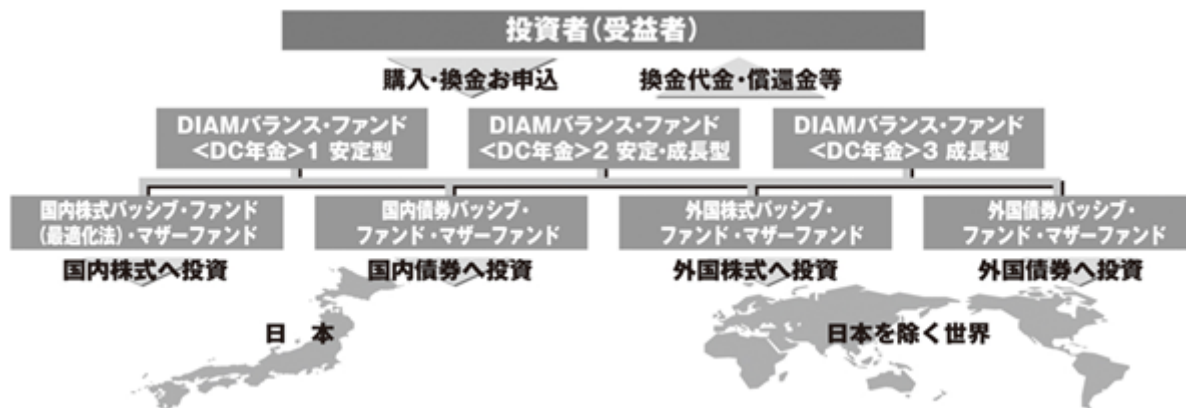 投資者(受益者)
購入・換金お申込
換金代金・償還金等
DIAMバランス・ファンド
<DC年金>1 安定型
DIAMバランス・ファンド
<DC年金>2 安定・成長型
DIAMバランス・ファンド
<DC年金>3 成長型
国内株式パッシブ・ファンド
(最適化法)・マザーファンド
国内債券パッシブ・
ファンド・マザーファンド
外国株式パッシブ・
ファンド・マザーファンド
外国債券パッシブ・
ファンド・マザーファンド
国内株式へ投資
国内債券へ投資
外国株式へ投資
外国債券へ投資
日 本
日本を除く世界